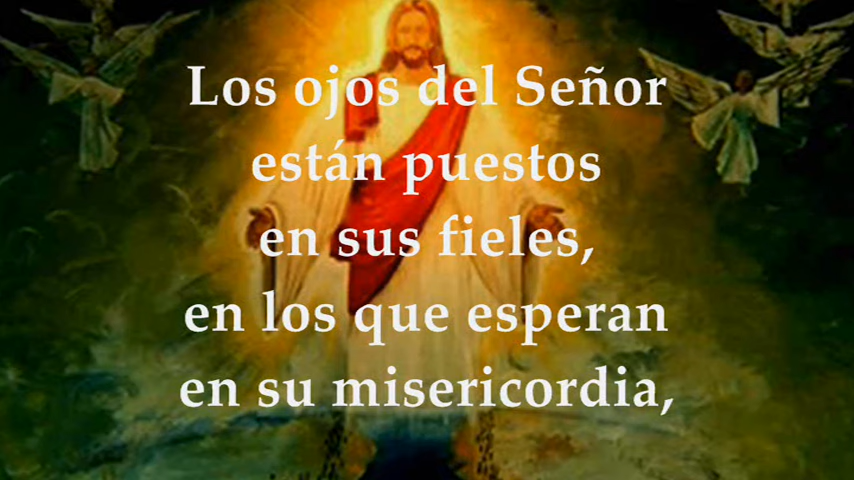 Los ojos del Señor
están puestos
en sus fieles,
en los que esperan
en su misericordia,